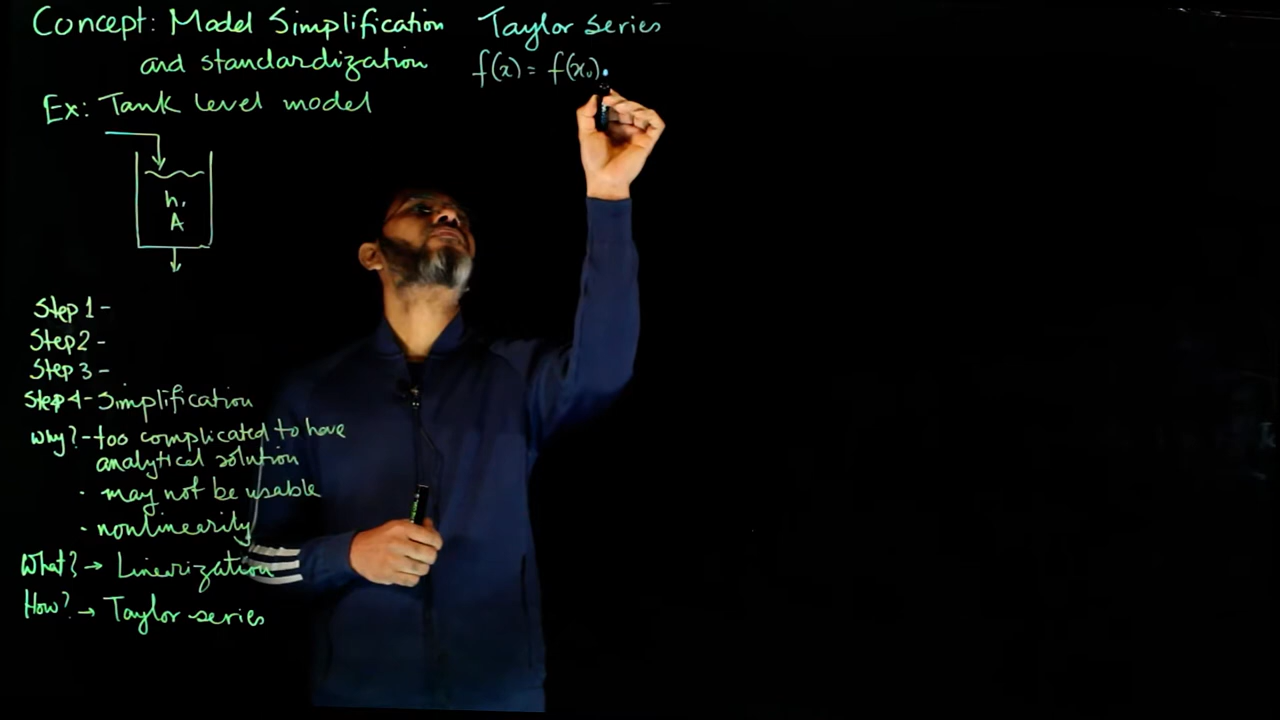 Concept: Model Simplification
and standardization
Ex: Tank level model
h,
A
Step 1-
Step 2-
Step 3-
Step 4- Simplification
Why? - too complicated to have
analytical solution
· may not be usable
· nonlineerity
What? → Linearization
How? → Taylor series
Taylor series
f(x) = f(x₀)